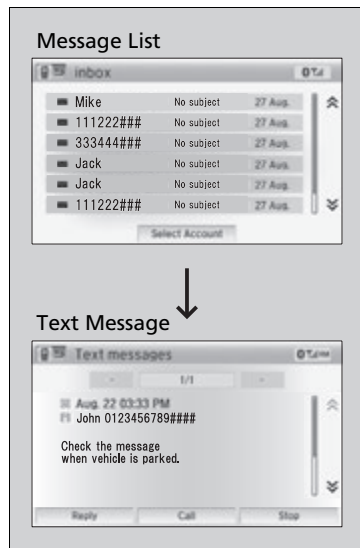 Message List
inbox
Mike No subject 27 Aug.
111222### No subject 27 Aug.
333444### No subject 27 Aug.
Jack No subject 27 Aug.
Jack No subject 27 Aug.
111222### No subject 27 Aug.
Select Account
Text Message
Text messages
1/1
Aug. 22 03:33 PM
John 0123456789####
Check the message
when vehicle is parked.
Reply Call Stop